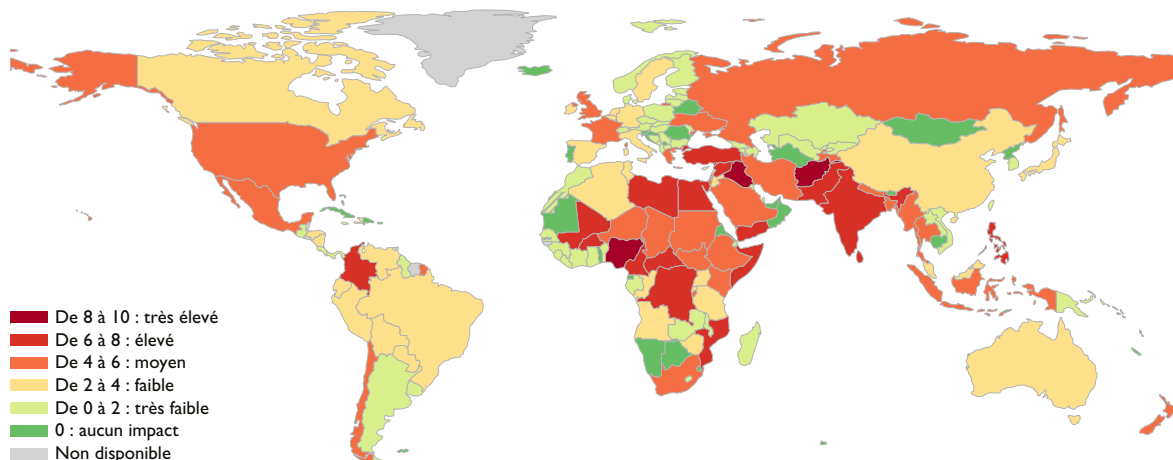 De 8 à 10 : très élevé
De 6 à 8 : élevé
De 4 à 6 : moyen
De 2 à 4 : faible
De 0 à 2 : très faible
0 : aucun impact
Non disponible